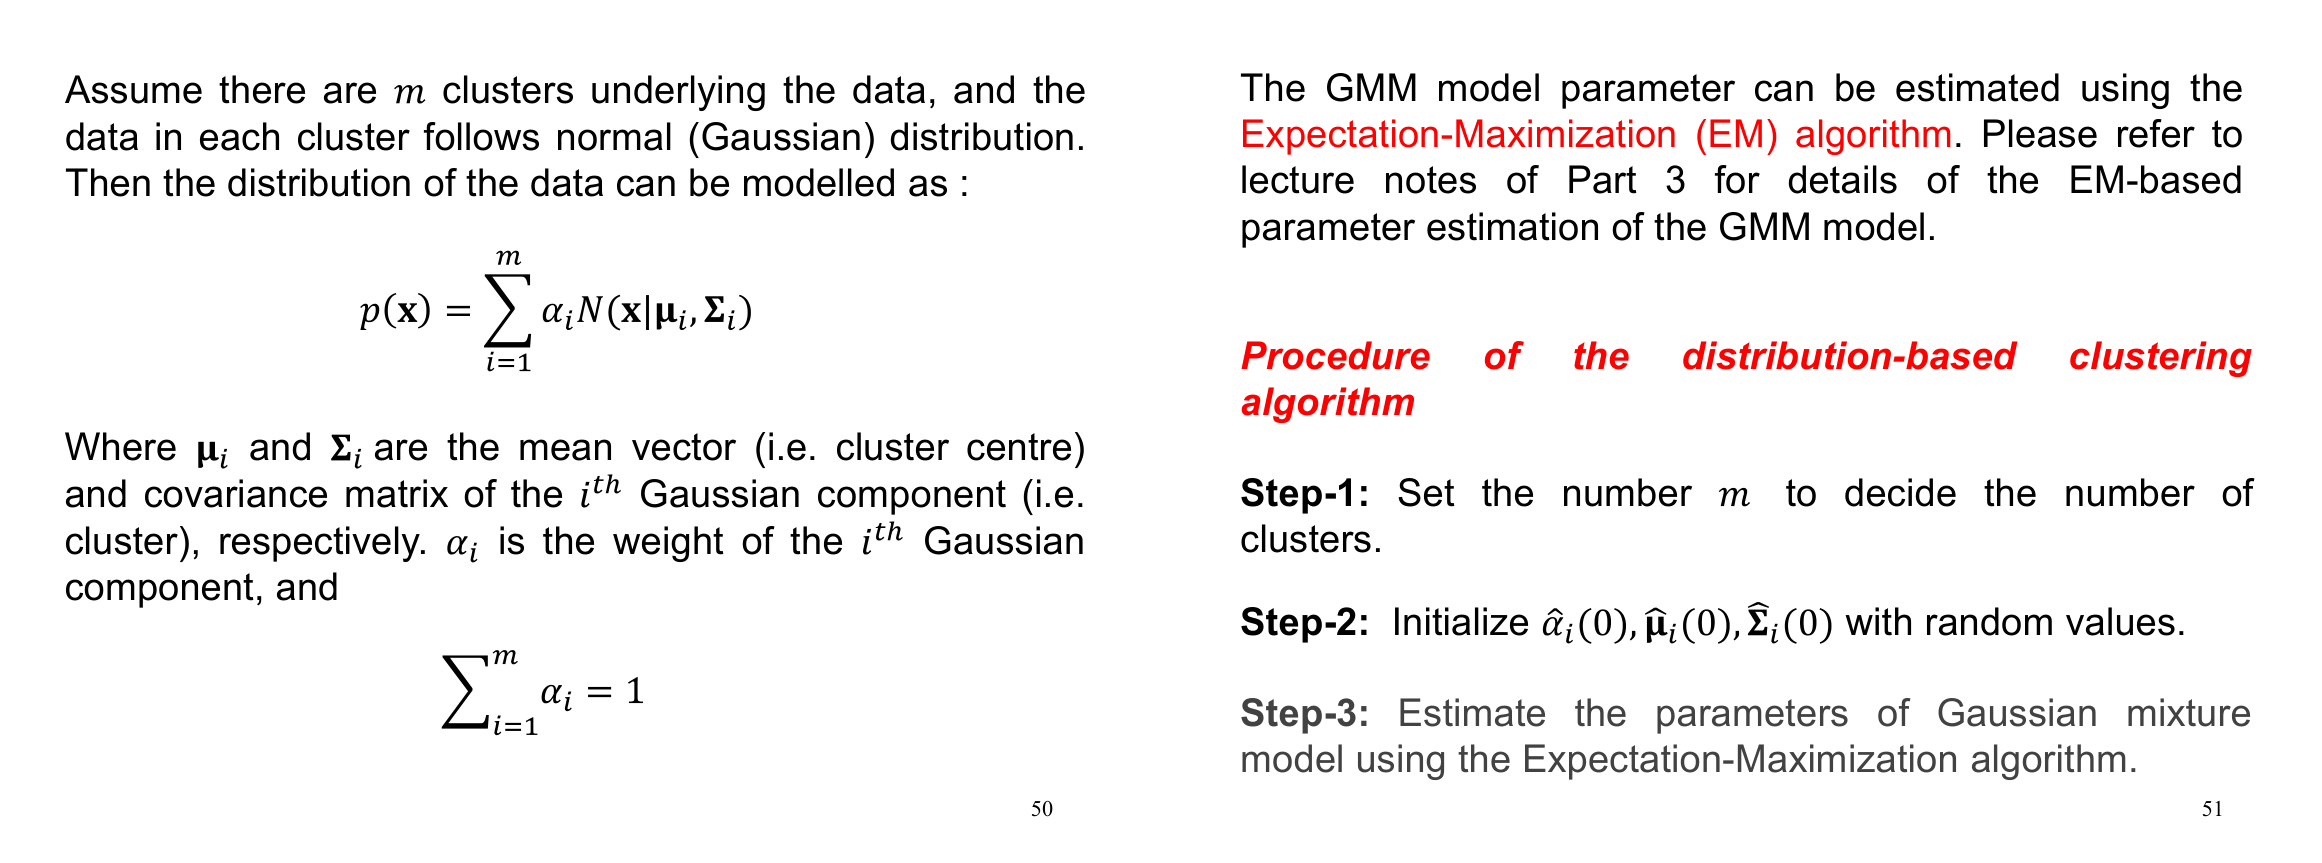 Assume there are m clusters underlying the data, and the
data in each cluster follows normal (Gaussian) distribution.
Then the distribution of the data can be modelled as :
p(𝐱) = ∑_{i=1}^{m} α_i N(𝐱|𝛍_i, 𝚺_i)
Where 𝛍_i and 𝚺_i are the mean vector (i.e. cluster centre)
and covariance matrix of the i^{th} Gaussian component (i.e.
cluster), respectively. α_i is the weight of the i^{th} Gaussian
component, and
∑_{i=1}^{m} α_i = 1
50
The GMM model parameter can be estimated using the
Expectation-Maximization (EM) algorithm. Please refer to
lecture notes of Part 3 for details of the EM-based
parameter estimation of the GMM model.
Procedure of the distribution-based clustering
algorithm
Step-1: Set the number m to decide the number of
clusters.
Step-2: Initialize α̂_i(0), 𝛍̂_i(0), 𝚺̂_i(0) with random values.
Step-3: Estimate the parameters of Gaussian mixture
model using the Expectation-Maximization algorithm.
51